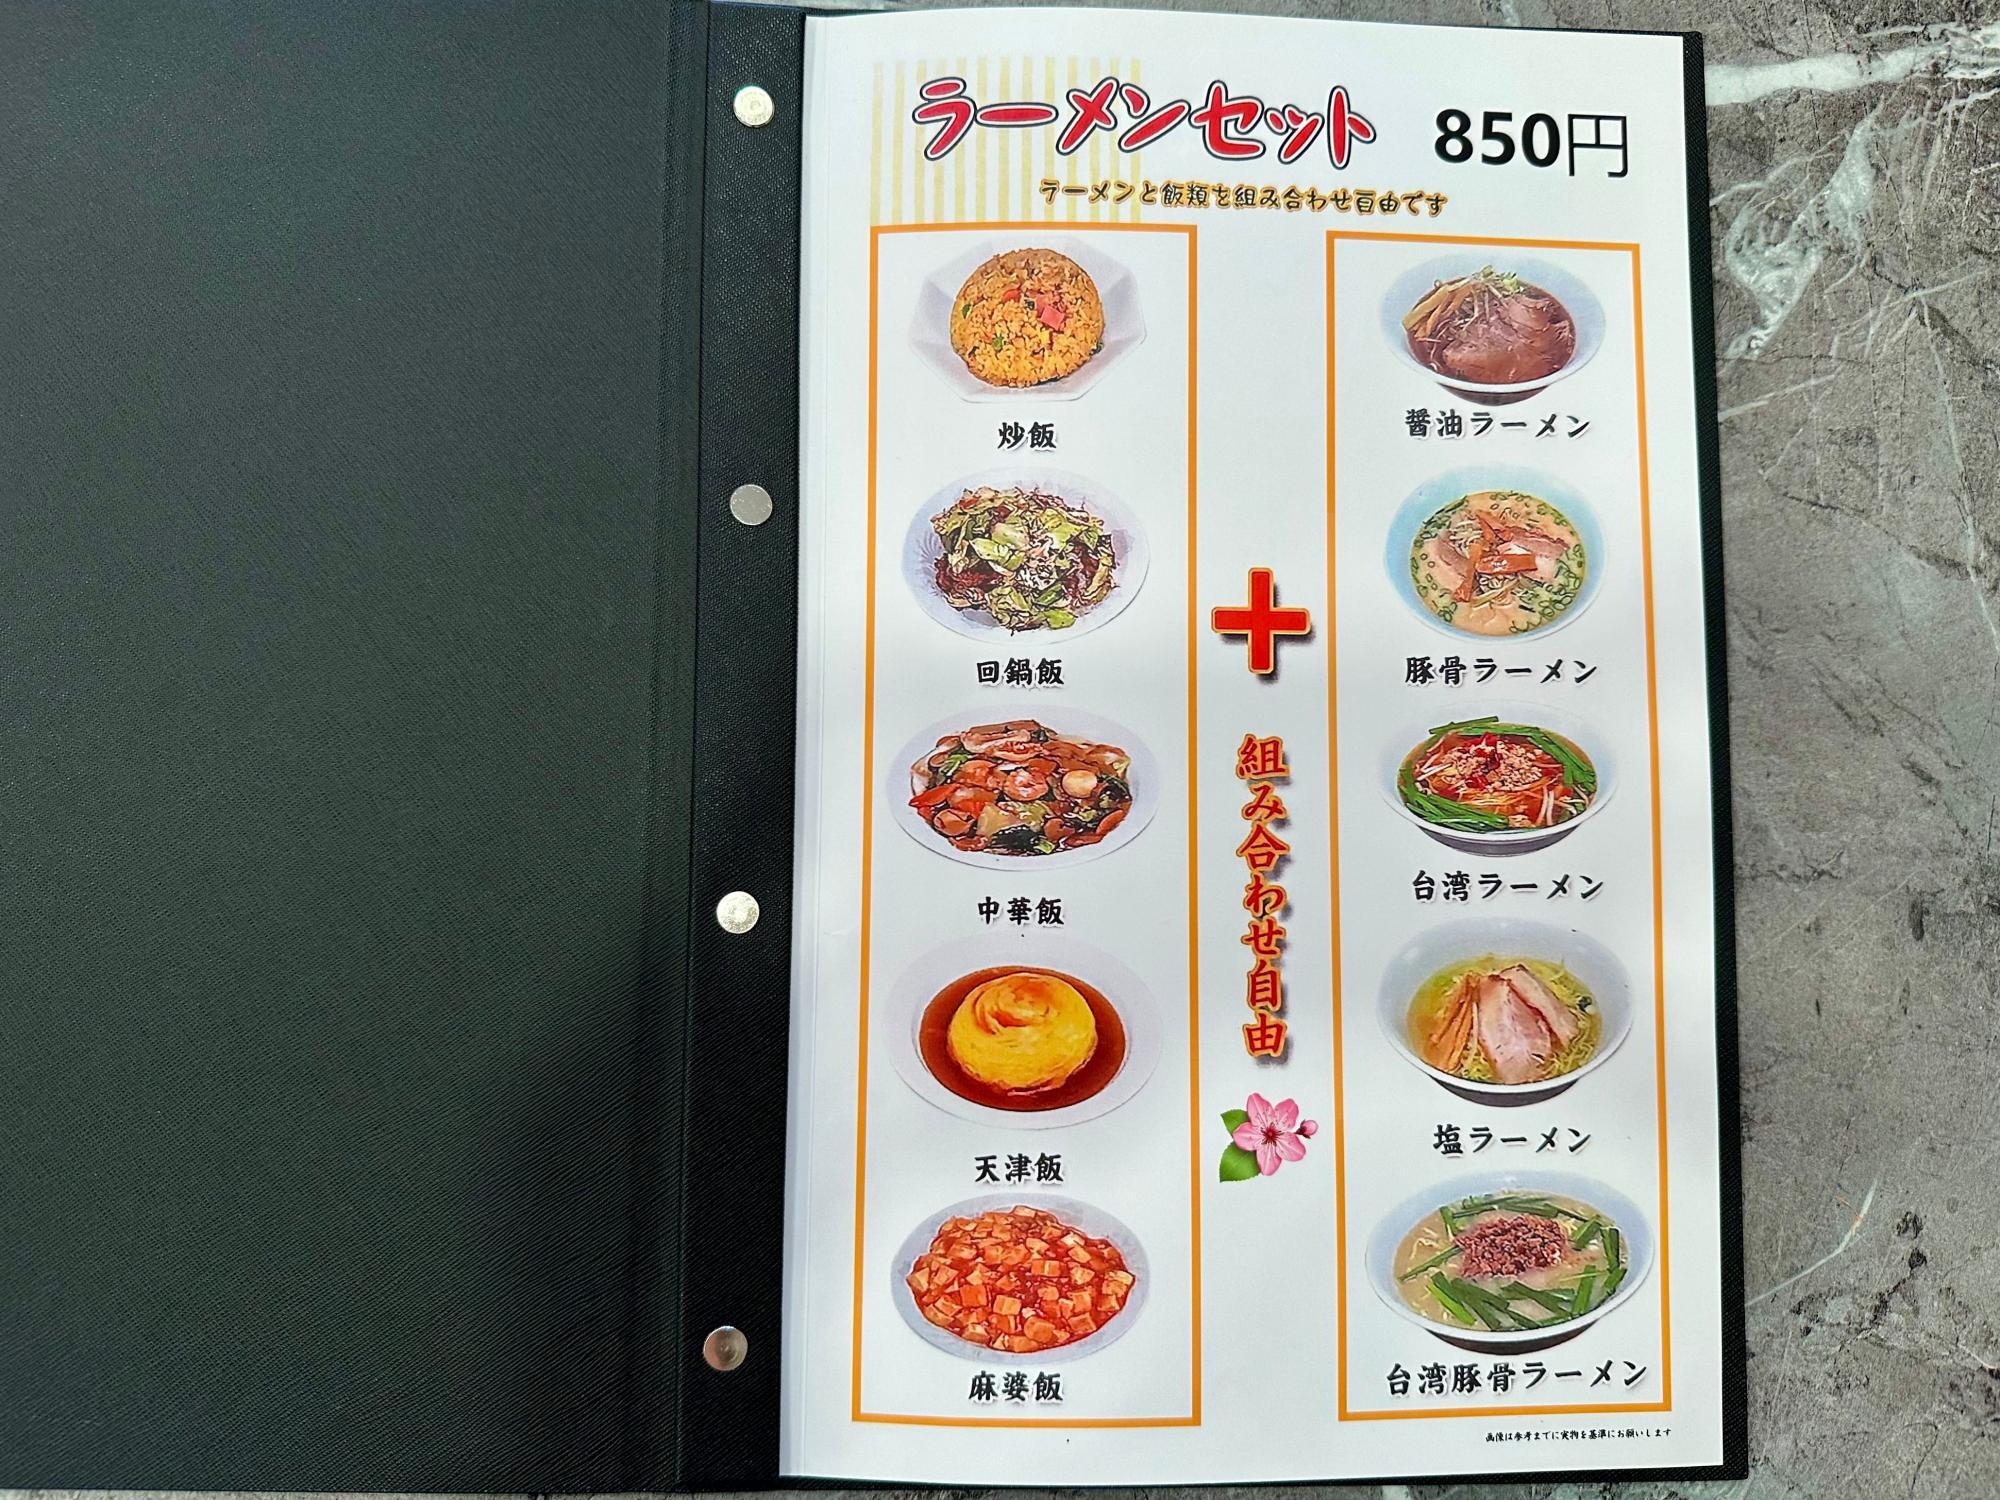 ラーメンセット 850円
ラーメンと飯類を組み合わせ自由です
炒飯
回鍋飯
中華飯
天津飯
麻婆飯
組み合わせ自由
醤油ラーメン
豚骨ラーメン
台湾ラーメン
塩ラーメン
台湾豚骨ラーメン
画像は参考までに実物を基準にお願いします